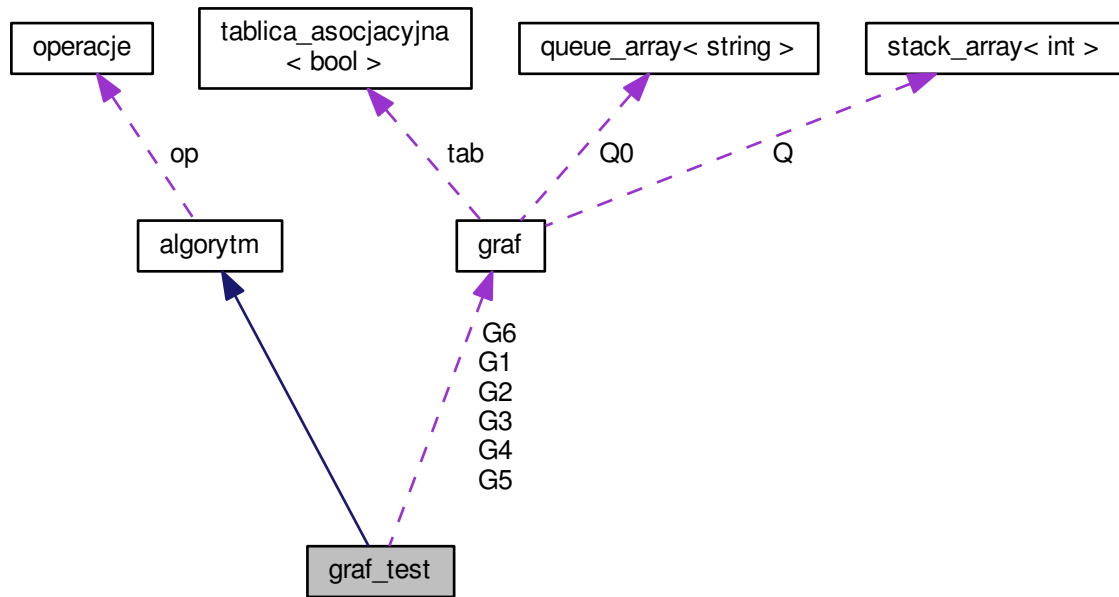 operacje
tablica_asocjacyjna
< bool >
queue_array< string >
stack_array< int >
op
tab
Q0
Q
algorytm
graf
G6
G1
G2
G3
G4
G5
graf_test